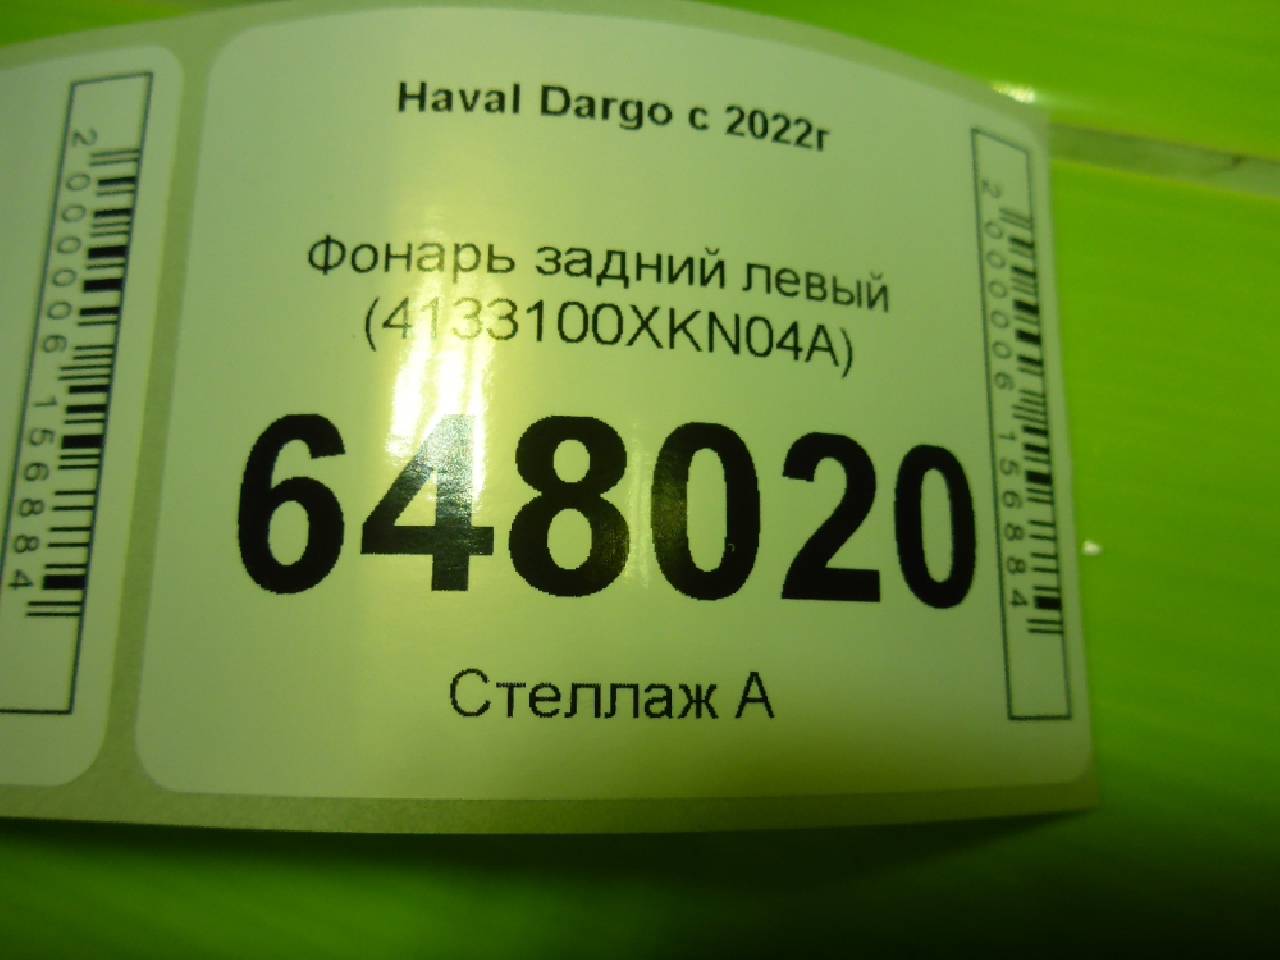 Haval Dargo с 2022г
Фонарь задний левый
(4133100XKN04A)
648020
Стеллаж А
2000006156884
2000006156884